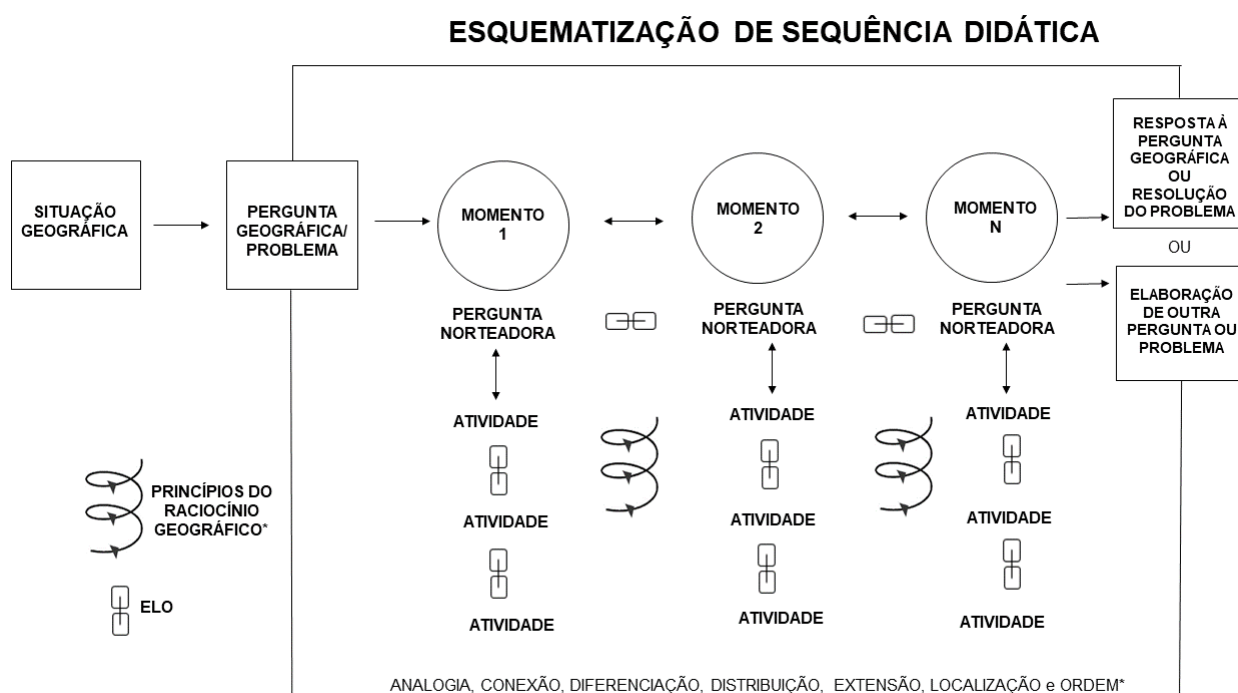 ESQUEMATIZAÇÃO DE SEQUÊNCIA DIDÁTICA
SITUAÇÃO
GEOGRÁFICA
PERGUNTA
GEOGRÁFICA/
PROBLEMA
MOMENTO
1
MOMENTO
2
MOMENTO
N
RESPOSTA À
PERGUNTA
GEOGRÁFICA
OU
RESOLUÇÃO
DO PROBLEMA
OU
ELABORAÇÃO
DE OUTRA
PERGUNTA OU
PROBLEMA
PERGUNTA
NORTEADORA
PERGUNTA
NORTEADORA
PERGUNTA
NORTEADORA
ATIVIDADE
ATIVIDADE
ATIVIDADE
ATIVIDADE
ATIVIDADE
ATIVIDADE
ATIVIDADE
ATIVIDADE
ATIVIDADE
PRINCÍPIOS DO
RACIOCÍNIO
GEOGRÁFICO*
ELO
ANALOGIA, CONEXÃO, DIFERENCIAÇÃO, DISTRIBUIÇÃO, EXTENSÃO, LOCALIZAÇÃO e ORDEM*